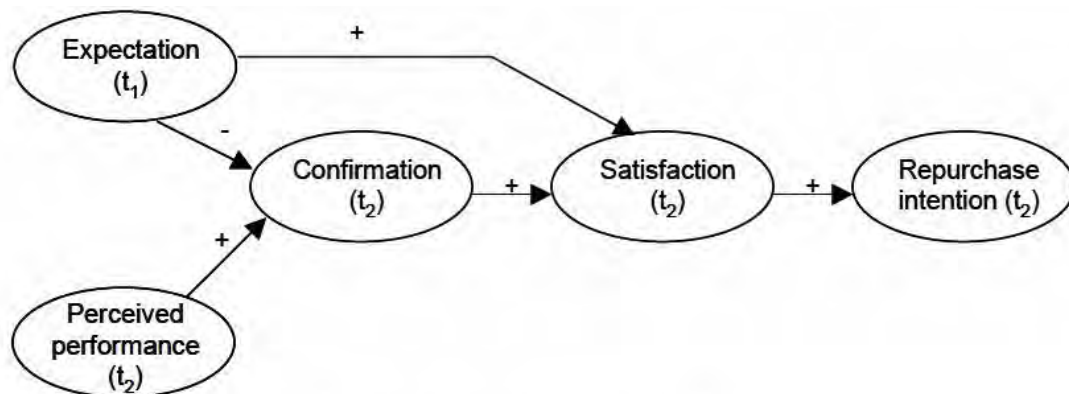 Expectation
(t1)
+
-
Confirmation
(t2)
+
Satisfaction
(t2)
+
Repurchase
intention (t2)
+
Perceived
performance
(t2)